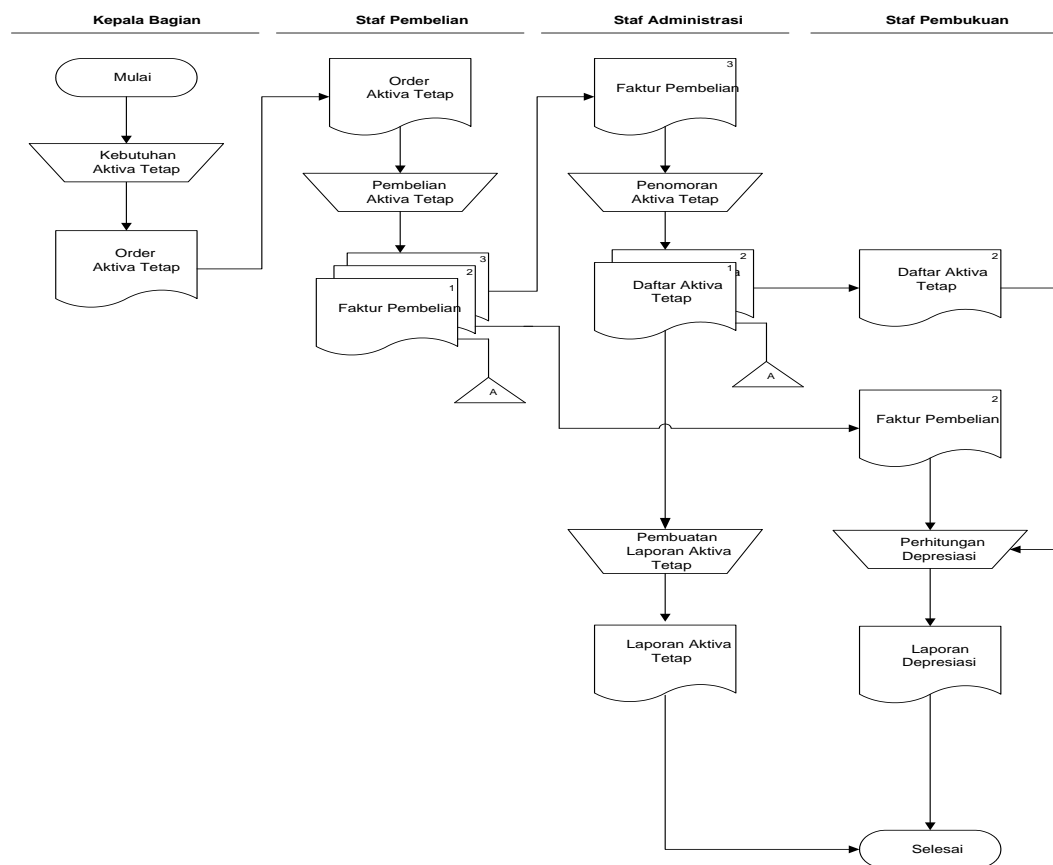 Kepala Bagian
Staf Pembelian
Staf Administrasi
Staf Pembukuan
Mulai
Kebutuhan
Aktiva Tetap
Order
Aktiva Tetap
Order
Aktiva Tetap
Pembelian
Aktiva Tetap
3
2
1
Faktur Pembelian
A
3
Faktur Pembelian
Penomoran
Aktiva Tetap
2
1
Daftar Aktiva
Tetap
A
Pembuatan
Laporan Aktiva
Tetap
Laporan Aktiva
Tetap
2
Daftar Aktiva
Tetap
2
Faktur Pembelian
Perhitungan
Depresiasi
Laporan
Depresiasi
Selesai